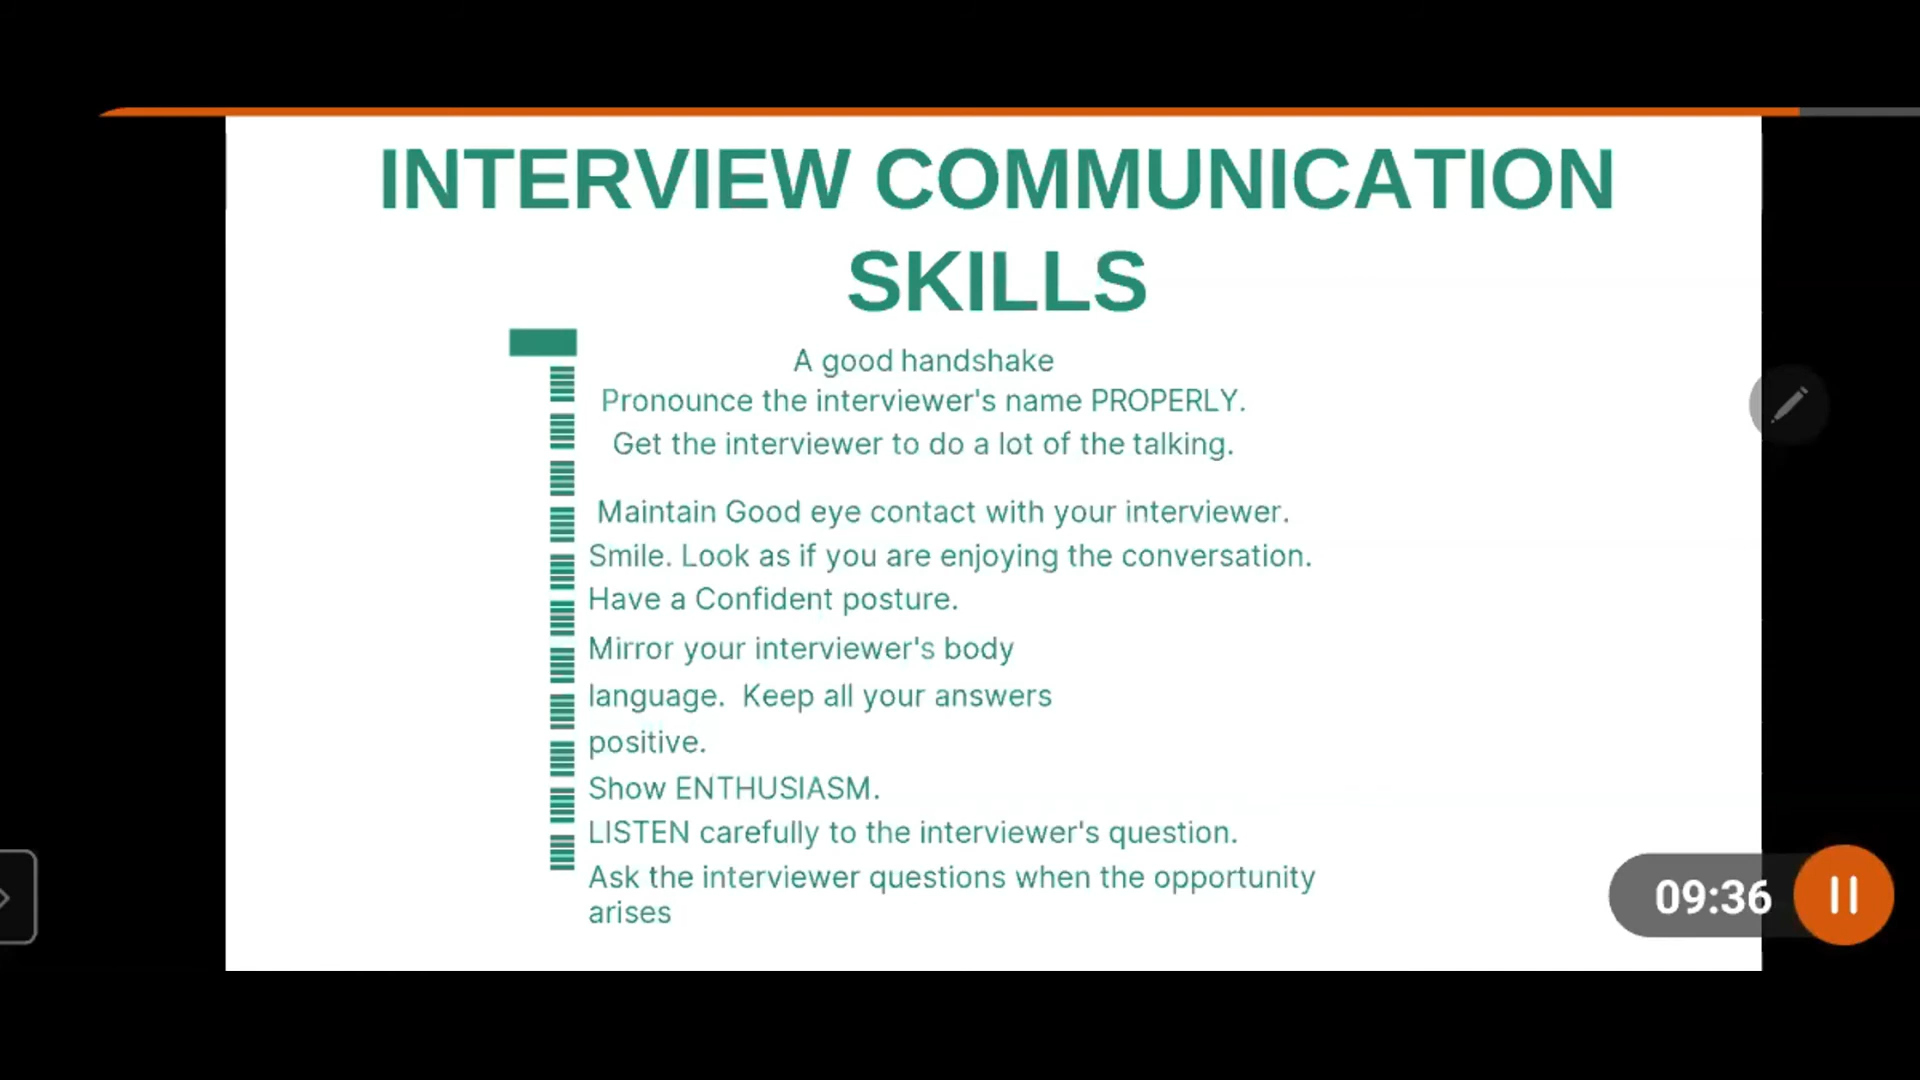 INTERVIEW COMMUNICATION
SKILLS
A good handshake
Pronounce the interviewer's name PROPERLY.
Get the interviewer to do a lot of the talking.
Maintain Good eye contact with your interviewer.
Smile. Look as if you are enjoying the conversation.
Have a Confident posture.
Mirror your interviewer's body
language.  Keep all your answers
positive.
Show ENTHUSIASM.
LISTEN carefully to the interviewer's question.
Ask the interviewer questions when the opportunity
arises
09:36